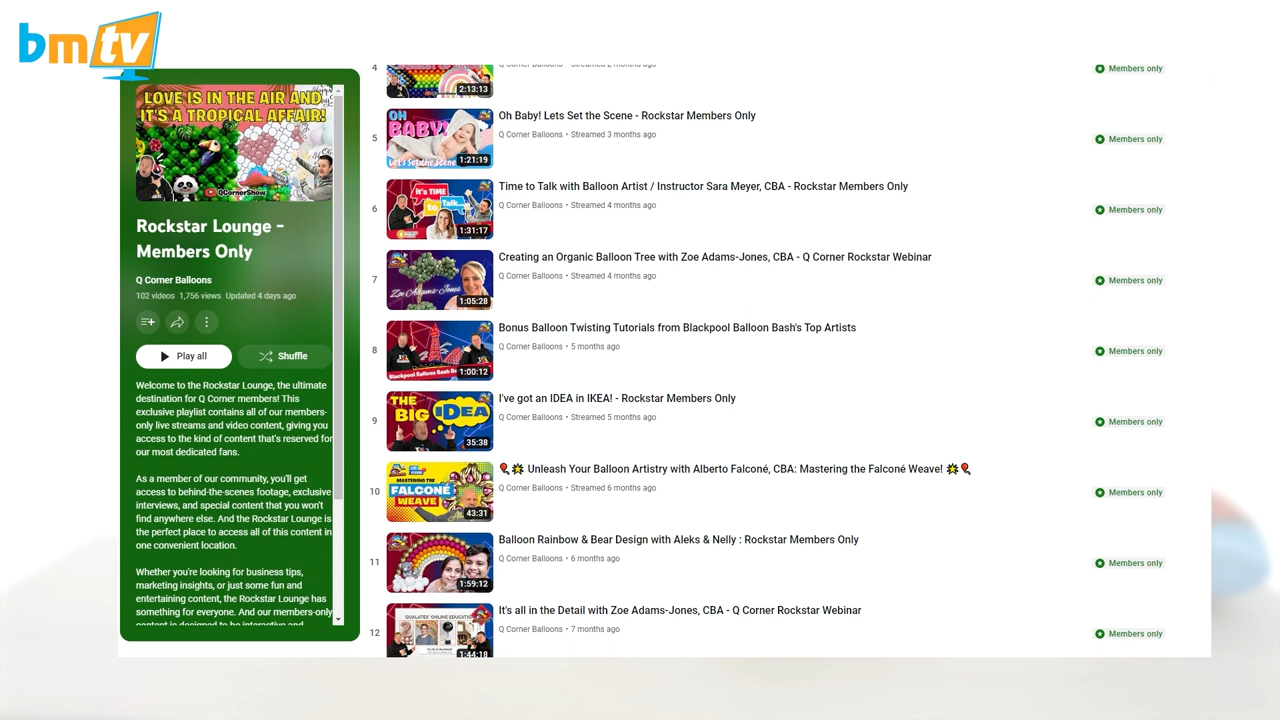 bmtv
LOVE IS IN THE AIR AND
IT'S A TROPICAL AFFAIR!
QCornerShow
Rockstar Lounge -
Members Only
Q Corner Balloons
102 videos 1,756 views Updated 4 days ago
Play all
Shuffle
Welcome to the Rockstar Lounge, the ultimate
destination for Q Corner members! This
exclusive playlist contains all of our members-
only live streams and video content, giving you
access to the kind of content that's reserved for
our most dedicated fans.
As a member of our community, you'll get
access to behind-the-scenes footage, exclusive
interviews, and special content that you won't
find anywhere else. And the Rockstar Lounge is
the perfect place to access all of this content in
one convenient location.
Whether you're looking for business tips,
marketing insights, or just some fun and
entertaining content, the Rockstar Lounge has
something for everyone. And our members-only
content is designed to be interactive and
4
2:13:13
Q Corner Balloons • Streamed 2 months ago
Members only
5
OH
BABY!
Let's Set the Scene
1:21:19
Oh Baby! Lets Set the Scene - Rockstar Members Only
Q Corner Balloons • Streamed 3 months ago
Members only
6
It's TIME
to Talk...
1:31:17
Time to Talk with Balloon Artist / Instructor Sara Meyer, CBA - Rockstar Members Only
Q Corner Balloons • Streamed 4 months ago
Members only
7
Zoe Adams-Jones
1:05:28
Creating an Organic Balloon Tree with Zoe Adams-Jones, CBA - Q Corner Rockstar Webinar
Q Corner Balloons • Streamed 4 months ago
Members only
8
Blackpool Balloon Bash
1:00:12
Bonus Balloon Twisting Tutorials from Blackpool Balloon Bash's Top Artists
Q Corner Balloons • 5 months ago
Members only
9
THE
BIG
iDEA
35:38
I've got an IDEA in IKEA! - Rockstar Members Only
Q Corner Balloons • Streamed 5 months ago
Members only
10
MASTERING THE
FALCONÉ
WEAVE
43:31
🎈💥 Unleash Your Balloon Artistry with Alberto Falconé, CBA: Mastering the Falconé Weave! 💥🎈
Q Corner Balloons • Streamed 6 months ago
Members only
11
1:59:12
Balloon Rainbow & Bear Design with Aleks & Nelly : Rockstar Members Only
Q Corner Balloons • 6 months ago
Members only
12
QUALATEX ONLINE EDUCATION
1:44:18
It's all in the Detail with Zoe Adams-Jones, CBA - Q Corner Rockstar Webinar
Q Corner Balloons • 7 months ago
Members only